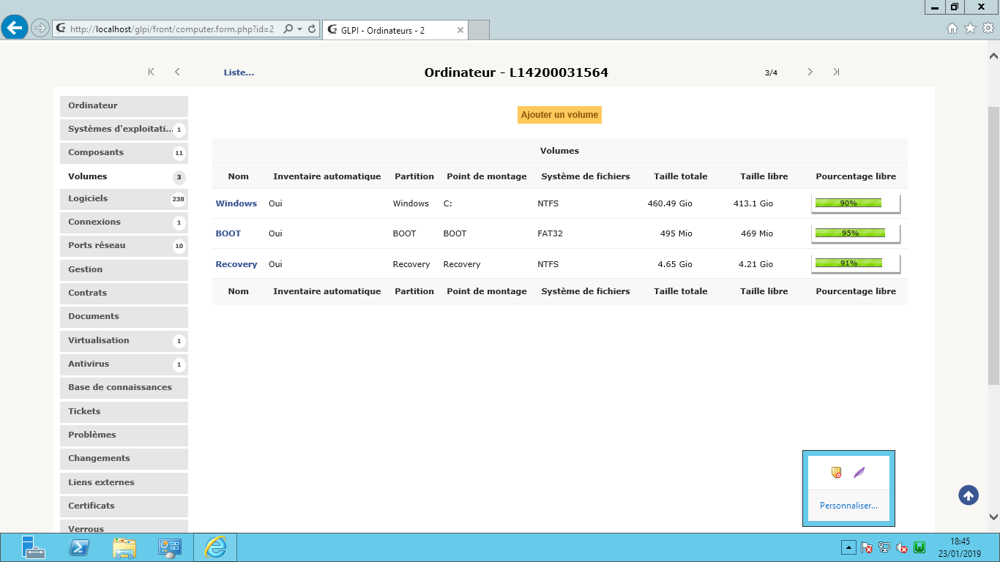 http://localhost/glpi/front/computer.form.php?id=2
GLPI - Ordinateurs - 2
Liste...
Ordinateur - L14200031564
3/4
Ordinateur
Systèmes d'exploitati... 1
Composants 11
Volumes 3
Logiciels 238
Connexions 1
Ports réseau 10
Gestion
Contrats
Documents
Virtualisation 1
Antivirus 1
Base de connaissances
Tickets
Problèmes
Changements
Liens externes
Certificats
Verrous
Ajouter un volume
Volumes
Nom Inventaire automatique Partition Point de montage Système de fichiers Taille totale Taille libre Pourcentage libre
Windows Oui Windows C: NTFS 460.49 Gio 413.1 Gio 90%
BOOT Oui BOOT BOOT FAT32 495 Mio 469 Mio 95%
Recovery Oui Recovery Recovery NTFS 4.65 Gio 4.21 Gio 91%
Nom Inventaire automatique Partition Point de montage Système de fichiers Taille totale Taille libre Pourcentage libre
Personnaliser...
18:45
23/01/2019